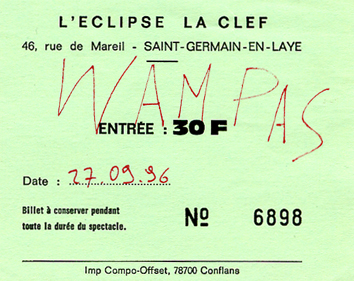 L'ECLIPSE LA CLEF
46, rue de Mareil - SAINT-GERMAIN-EN-LAYE
WAMPAS
ENTRÉE : 30 F
Date : 27.09.96
Billet à conserver pendant
toute la durée du spectacle.
Nº 6898
Imp Compo-Offset, 78700 Conflans